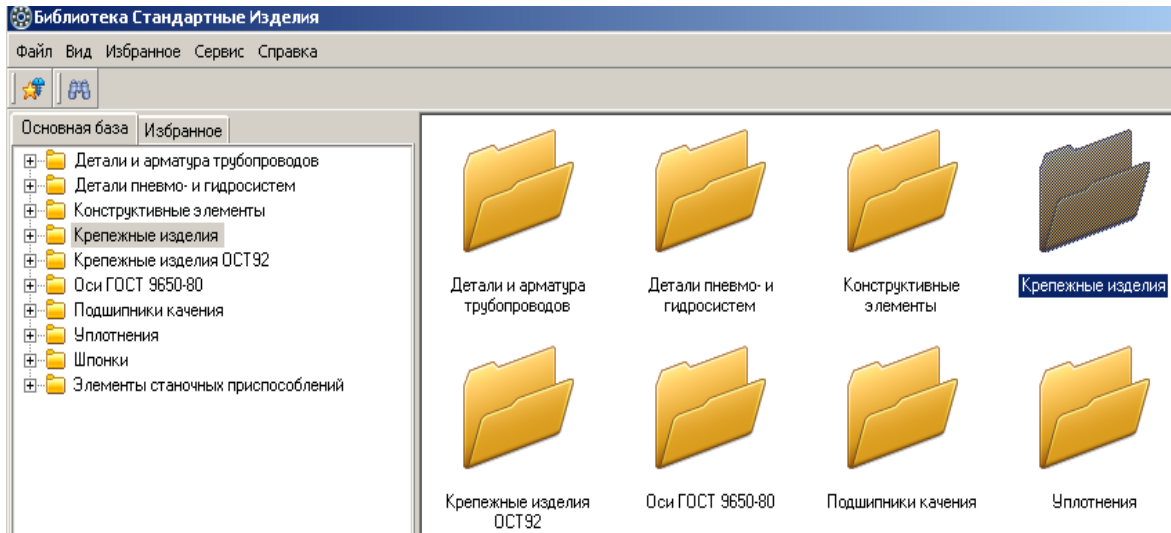 Библиотека Стандартные Изделия
Файл Вид Избранное Сервис Справка
Основная база Избранное
Детали и арматура трубопроводов
Детали пневмо- и гидросистем
Конструктивные элементы
Крепежные изделия
Крепежные изделия ОСТ92
Оси ГОСТ 9650-80
Подшипники качения
Уплотнения
Шпонки
Элементы станочных приспособлений
Детали и арматура
трубопроводов
Детали пневмо- и
гидросистем
Конструктивные
элементы
Крепежные изделия
Крепежные изделия
ОСТ92
Оси ГОСТ 9650-80
Подшипники качения
Уплотнения